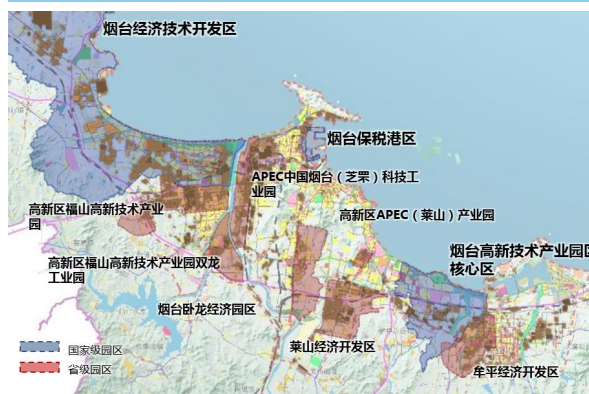 烟台经济技术开发区
烟台保税港区
APEC中国烟台（芝罘）科技工
业园
高新区福山高新技术产业
园
高新区APEC（莱山）产业园
烟台高新技术产业园区
核心区
高新区福山高新技术产业园双龙
工业园
烟台卧龙经济园区
莱山经济开发区
牟平经济开发区
国家级园区
省级园区